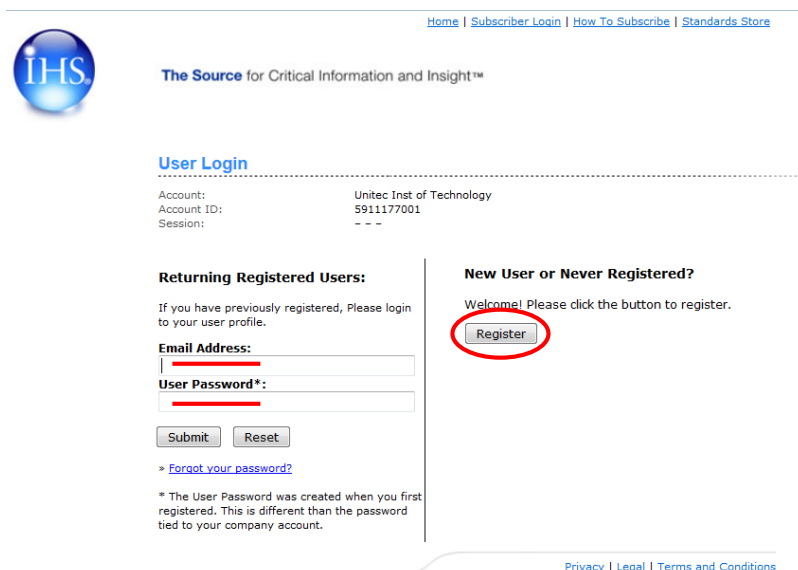 Home | Subscriber Login | How To Subscribe | Standards Store
IHS®
The Source for Critical Information and Insight™
User Login
Account: Unitec Inst of Technology
Account ID: 5911177001
Session: – – –
Returning Registered Users:
If you have previously registered, Please login
to your user profile.
Email Address:
User Password*:
Submit Reset
» Forgot your password?
* The User Password was created when you first
registered. This is different than the password
tied to your company account.
New User or Never Registered?
Welcome! Please click the button to register.
Register
Privacy | Legal | Terms and Conditions